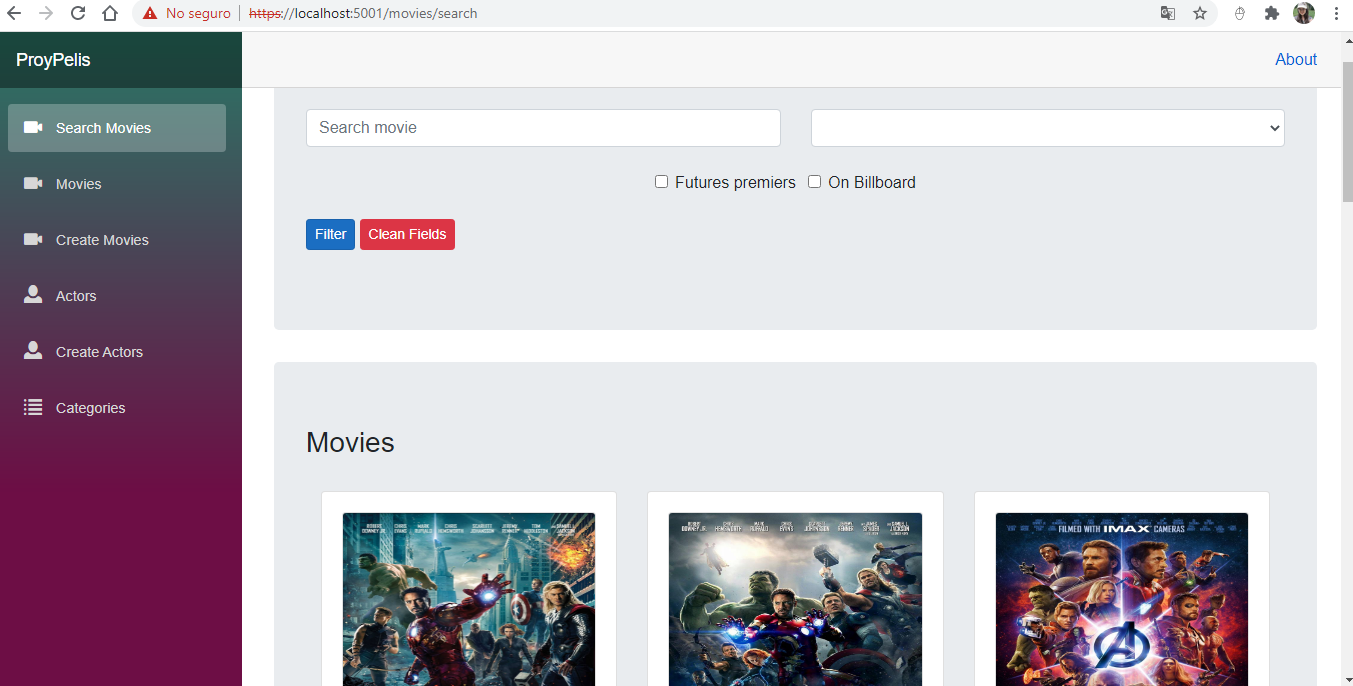 No seguro https://localhost:5001/movies/search
ProyPelis
About
Search Movies
Movies
Create Movies
Actors
Create Actors
Categories
Search movie
Futures premiers On Billboard
Filter Clean Fields
Movies
FILMED WITH IMAX CAMERAS